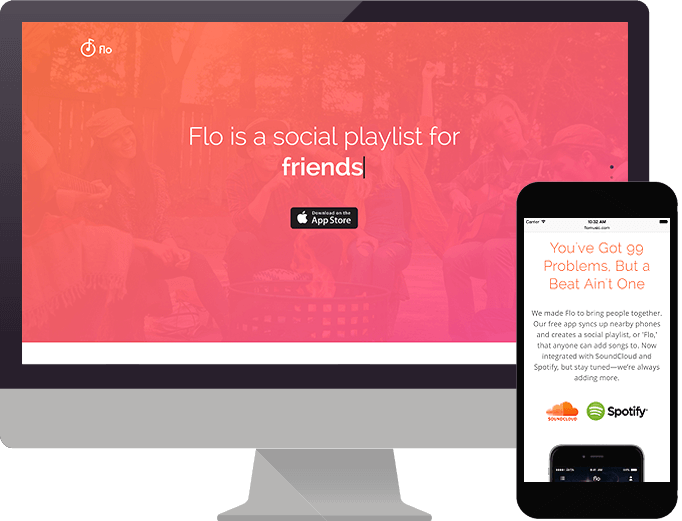 flo
Flo is a social playlist for
friends
Download on the
App Store
Carrier 10:32 AM
flomusic.com
You've Got 99
Problems, But a
Beat Ain't One
We made Flo to bring people together.
Our free app syncs up nearby phones
and creates a social playlist, or 'Flo,'
that anyone can add songs to. Now
integrated with SoundCloud and
Spotify, but stay tuned—we're always
adding more.
SOUNDCLOUD
Spotify
flo